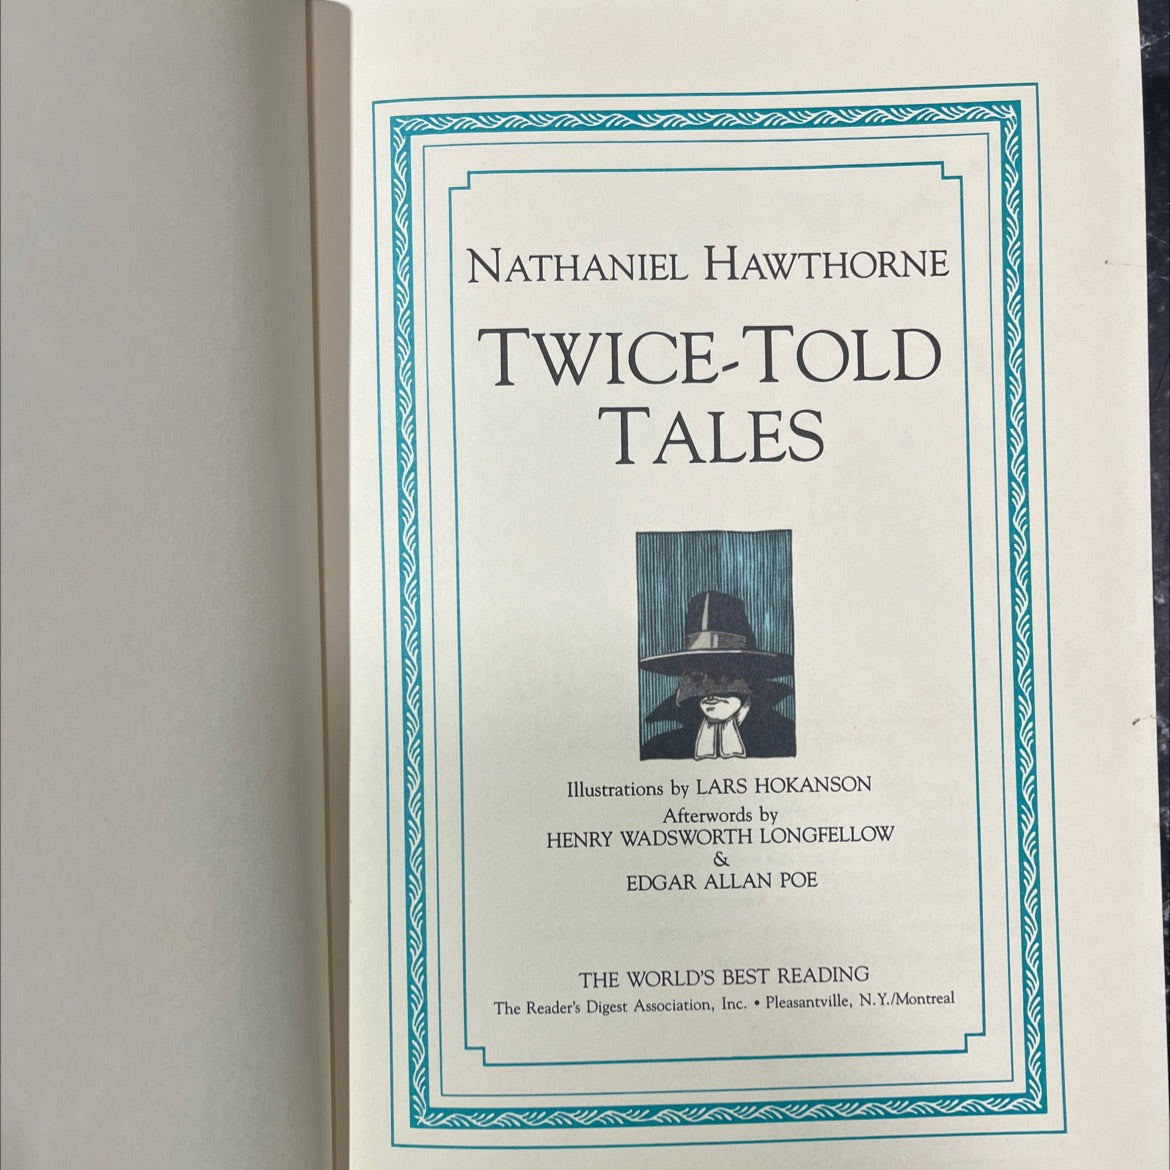 NATHANIEL HAWTHORNE
TWICE-TOLD
TALES
Illustrations by LARS HOKANSON
Afterwords by
HENRY WADSWORTH LONGFELLOW
&
EDGAR ALLAN POE
THE WORLD'S BEST READING
The Reader's Digest Association, Inc. • Pleasantville, N.Y./Montreal